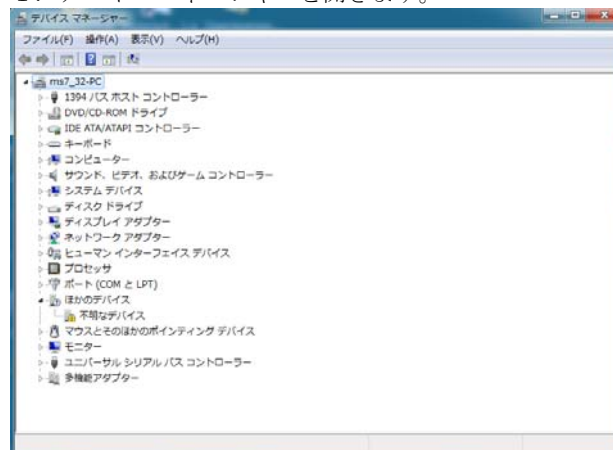 デバイス マネージャー
ファイル(F) 操作(A) 表示(V) ヘルプ(H)
ms7_32-PC
1394 バス ホスト コントローラー
DVD/CD-ROM ドライブ
IDE ATA/ATAPI コントローラー
キーボード
コンピューター
サウンド、ビデオ、およびゲーム コントローラー
システム デバイス
ディスク ドライブ
ディスプレイ アダプター
ネットワーク アダプター
ヒューマン インターフェイス デバイス
プロセッサ
ポート (COM と LPT)
ほかのデバイス
不明なデバイス
マウスとそのほかのポインティング デバイス
モニター
ユニバーサル シリアル バス コントローラー
多機能アダプター